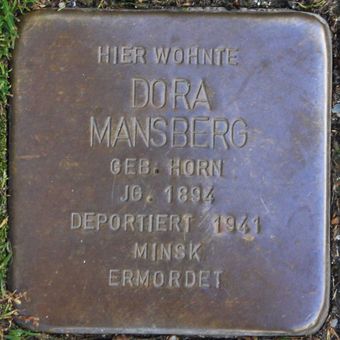 HIER WOHNTE
DORA
MANSBERG
GEB. HORN
JG. 1894
DEPORTIERT 1941
MINSK
ERMORDET